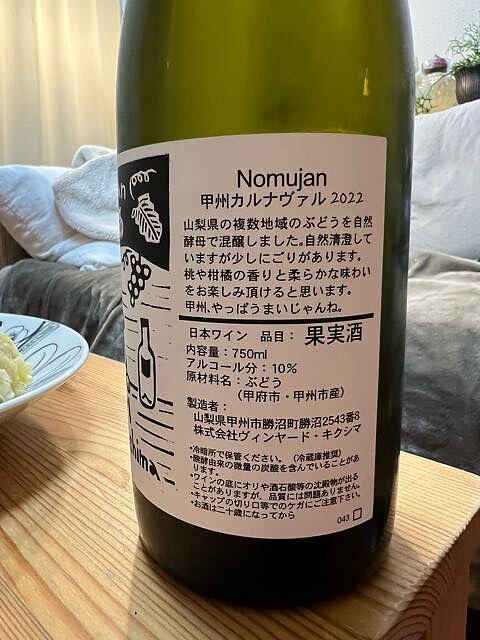 Nomujan
甲州カルナヴァル 2022
山梨県の複数地域のぶどうを自然
酵母で混醸しました。自然清澄して
いますが少しにごりがあります。
桃や柑橘の香りと柔らかな味わい
をお楽しみ頂けると思います。
甲州、やっぱうまいじゃんね。
日本ワイン 品目： 果実酒
内容量：750ml
アルコール分：10%
原材料名：ぶどう
（甲府市・甲州市産）
製造者：
山梨県甲州市勝沼町勝沼2543番8
株式会社ヴィンヤード・キクシマ
・冷暗所で保管ください。（冷蔵庫推奨）
・醗酵由来の微量の炭酸を含んでいることがあ
ります。
・ワインの底にオリや酒石酸等の沈殿物が出る
ことがありますが、品質には問題ありません。
・キャップの切り口等でのケガにご注意下さい。
・お酒は二十歳になってから
043